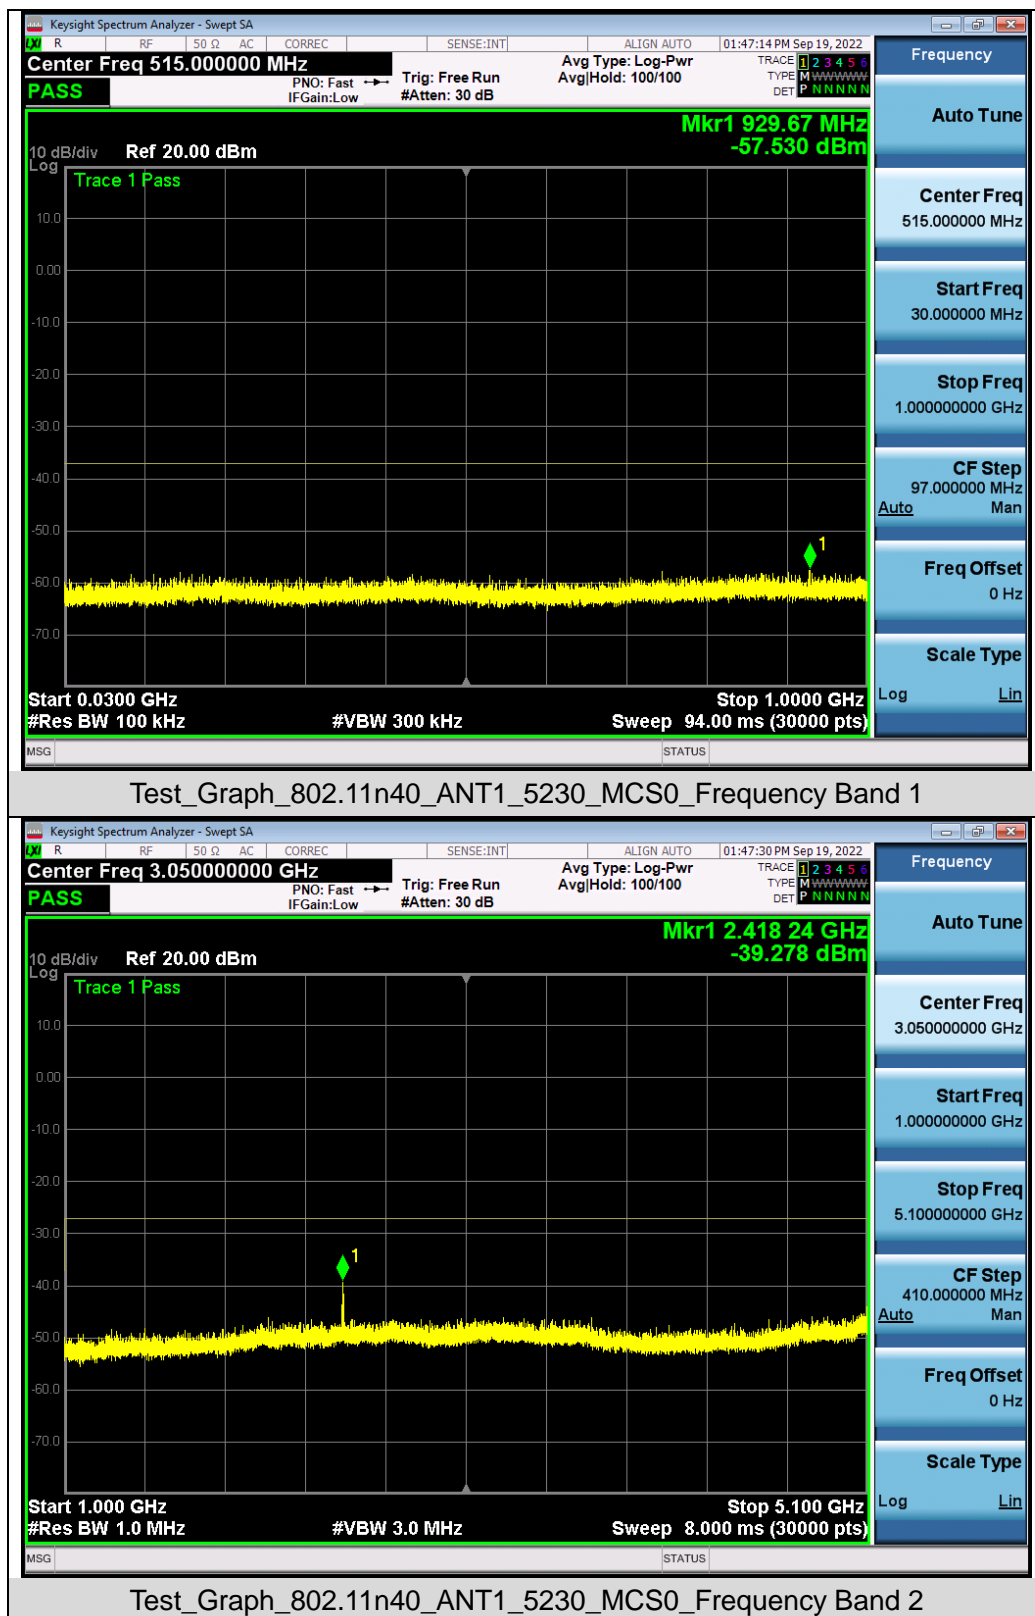 Keysight Spectrum Analyzer - Swept SA
LXI R RF 50 Ω AC CORREC SENSE:INT ALIGN AUTO 01:47:14 PM Sep 19, 2022
Center Freq 515.000000 MHz
PNO: Fast
IFGain:Low
Trig: Free Run
#Atten: 30 dB
Avg Type: Log-Pwr
Avg|Hold: 100/100
TRACE 1 2 3 4 5 6
TYPE M WWWWW
DET P N N N N N
PASS
Mkr1 929.67 MHz
-57.530 dBm
10 dB/div Ref 20.00 dBm
Log
Trace 1 Pass
10.0
0.00
-10.0
-20.0
-30.0
-40.0
-50.0
1
-60.0
-70.0
Start 0.0300 GHz Stop 1.0000 GHz
#Res BW 100 kHz #VBW 300 kHz Sweep 94.00 ms (30000 pts)
MSG STATUS
Frequency
Auto Tune
Center Freq
515.000000 MHz
Start Freq
30.000000 MHz
Stop Freq
1.000000000 GHz
CF Step
97.000000 MHz
Auto Man
Freq Offset
0 Hz
Scale Type
Log Lin
Test_Graph_802.11n40_ANT1_5230_MCS0_Frequency Band 1
Keysight Spectrum Analyzer - Swept SA
LXI R RF 50 Ω AC CORREC SENSE:INT ALIGN AUTO 01:47:30 PM Sep 19, 2022
Center Freq 3.050000000 GHz
PNO: Fast
IFGain:Low
Trig: Free Run
#Atten: 30 dB
Avg Type: Log-Pwr
Avg|Hold: 100/100
TRACE 1 2 3 4 5 6
TYPE M WWWWW
DET P N N N N N
PASS
Mkr1 2.418 24 GHz
-39.278 dBm
10 dB/div Ref 20.00 dBm
Log
Trace 1 Pass
10.0
0.00
-10.0
-20.0
-30.0
1
-40.0
-50.0
-60.0
-70.0
Start 1.000 GHz Stop 5.100 GHz
#Res BW 1.0 MHz #VBW 3.0 MHz Sweep 8.000 ms (30000 pts)
MSG STATUS
Frequency
Auto Tune
Center Freq
3.050000000 GHz
Start Freq
1.000000000 GHz
Stop Freq
5.100000000 GHz
CF Step
410.000000 MHz
Auto Man
Freq Offset
0 Hz
Scale Type
Log Lin
Test_Graph_802.11n40_ANT1_5230_MCS0_Frequency Band 2